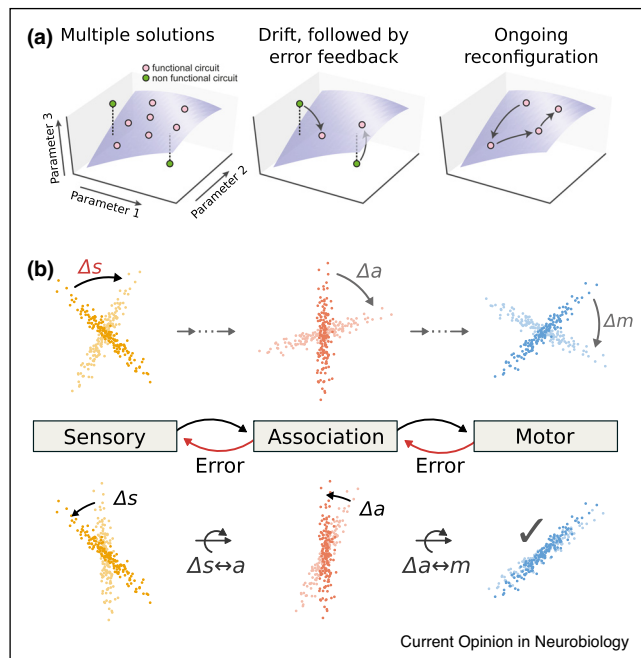 (a)
Multiple solutions
functional circuit
non functional circuit
Drift, followed by
error feedback
Ongoing
reconfiguration
Parameter 3
Parameter 1
Parameter 2
(b)
Δs
Δa
Δm
Sensory
Association
Motor
Error
Error
Δs
Δa
Δs↔a
Δa↔m
✓
Current Opinion in Neurobiology